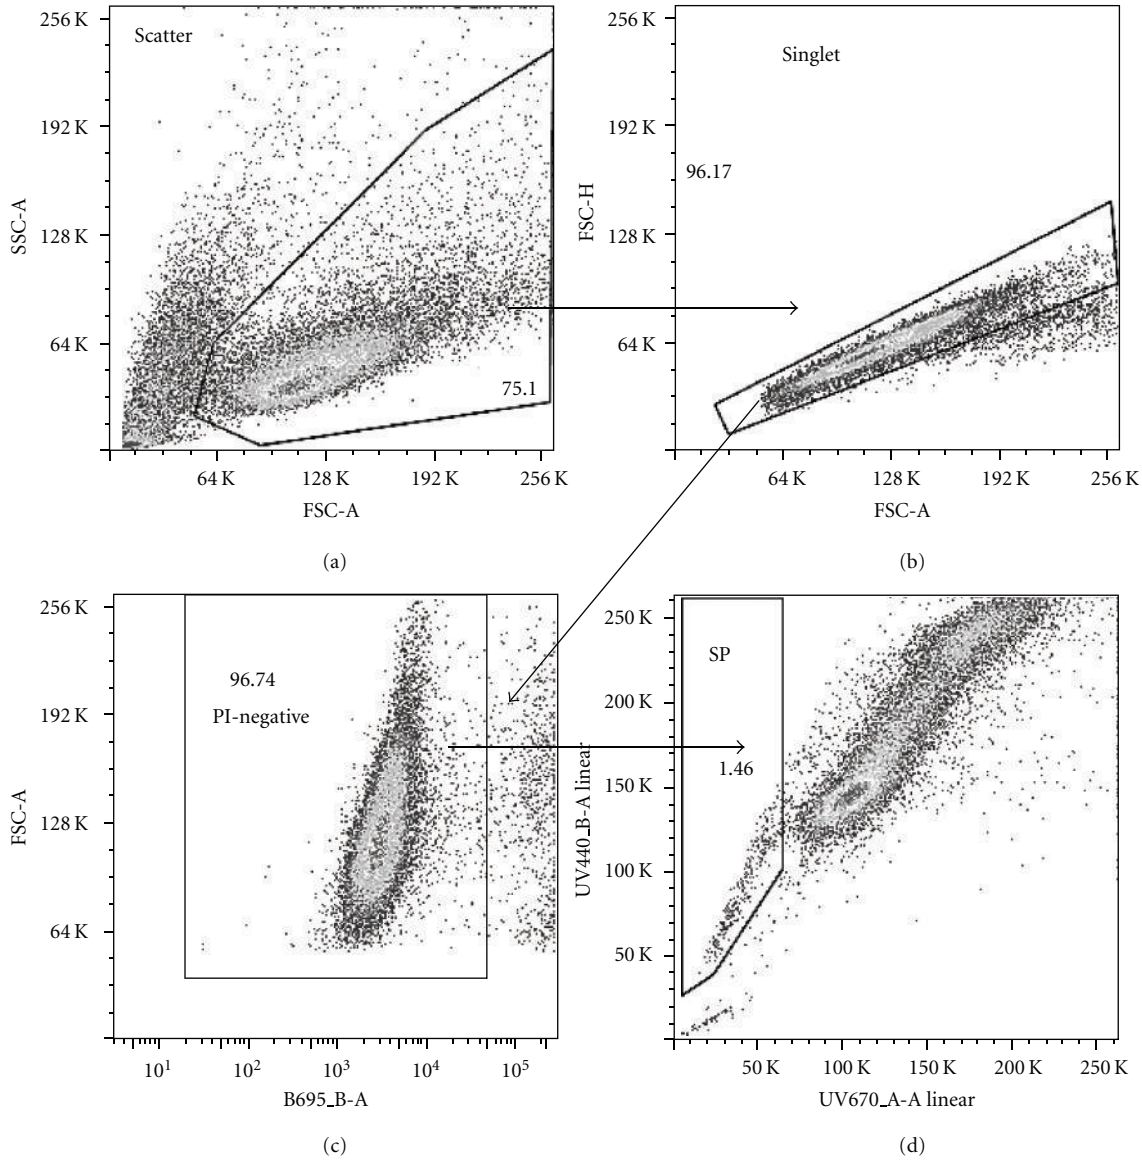 256 K
Scatter
192 K
SSC-A
128 K
64 K
75.1
64 K 128 K 192 K 256 K
FSC-A
(a)
256 K
Singlet
192 K
96.17
FSC-H
128 K
64 K
64 K 128 K 192 K 256 K
FSC-A
(b)
256 K
96.74
192 K
PI-negative
FSC-A
128 K
64 K
10¹ 10² 10³ 10⁴ 10⁵
B695_B-A
(c)
250 K
SP
200 K
1.46
150 K
UV440_B-A linear
100 K
50 K
50 K 100 K 150 K 200 K 250 K
UV670_A-A linear
(d)